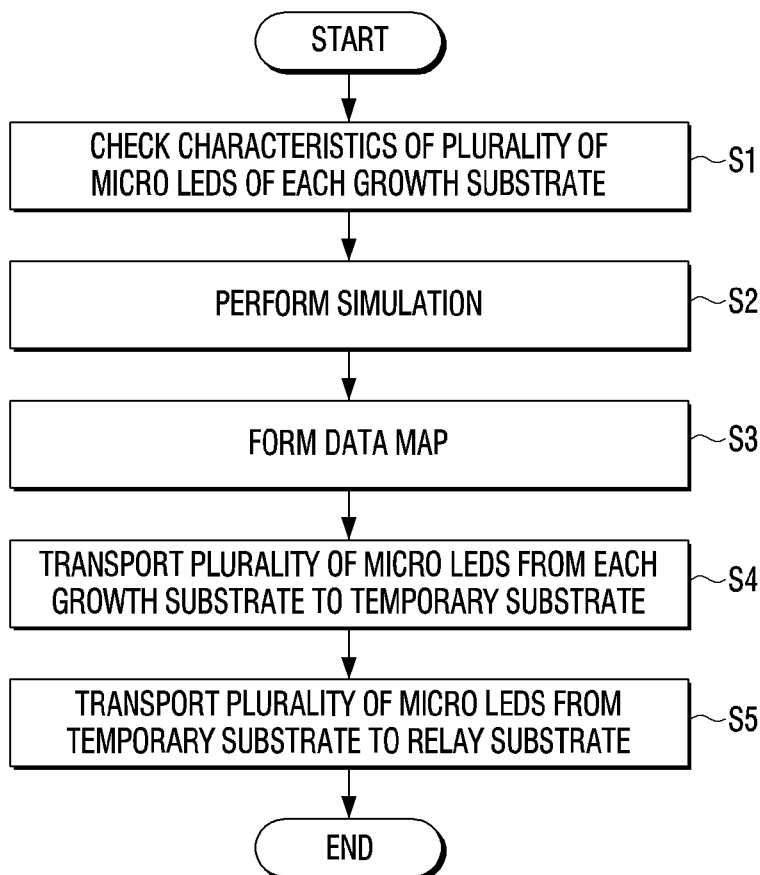 START
CHECK CHARACTERISTICS OF PLURALITY OF
MICRO LEDS OF EACH GROWTH SUBSTRATE
S1
PERFORM SIMULATION
S2
FORM DATA MAP
S3
TRANSPORT PLURALITY OF MICRO LEDS FROM EACH
GROWTH SUBSTRATE TO TEMPORARY SUBSTRATE
S4
TRANSPORT PLURALITY OF MICRO LEDS FROM
TEMPORARY SUBSTRATE TO RELAY SUBSTRATE
S5
END